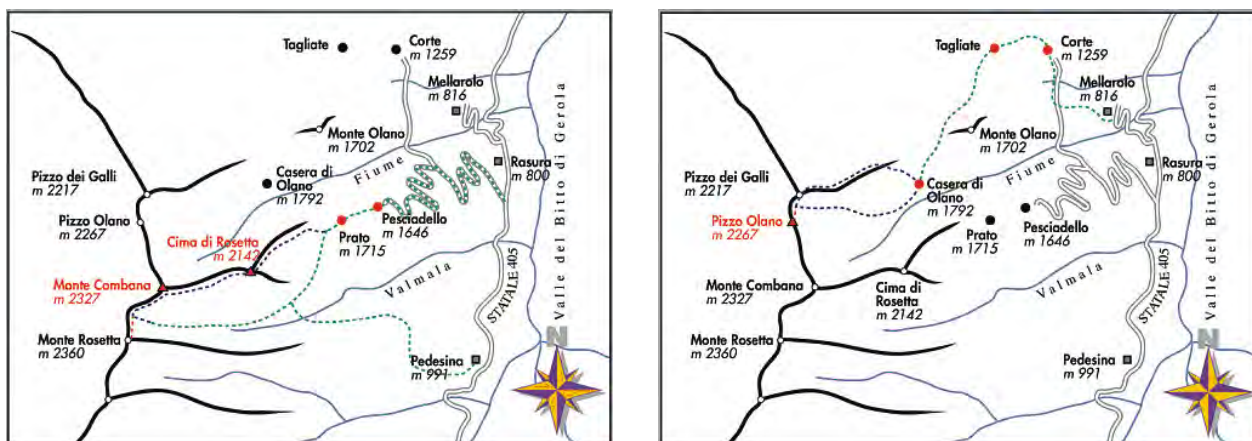 Tagliate
Corte
m 1259
Mellarolo
m 816
Monte Olano
m 1702
Pizzo dei Galli
m 2217
Casera di
Olano
m 1792
Fiume
Rasura
m 800
Pizzo Olano
m 2267
Cima di Rosetta
m 2142
Pesciadello
m 1646
Prato
m 1715
Monte Combana
m 2327
Valmala
STATALE 405
Valle del Bitto di Gerola
Monte Rosetta
m 2360
Pedesina
m 991
N
Tagliate
Corte
m 1259
Mellarolo
m 816
Monte Olano
m 1702
Pizzo dei Galli
m 2217
Casera di
Olano
m 1792
Fiume
Rasura
m 800
Pizzo Olano
m 2267
Prato
m 1715
Pesciadello
m 1646
Monte Combana
m 2327
Cima di
Rosetta
m 2142
Valmala
STATALE 405
Valle del Bitto di Gerola
Monte Rosetta
m 2360
Pedesina
m 991
N